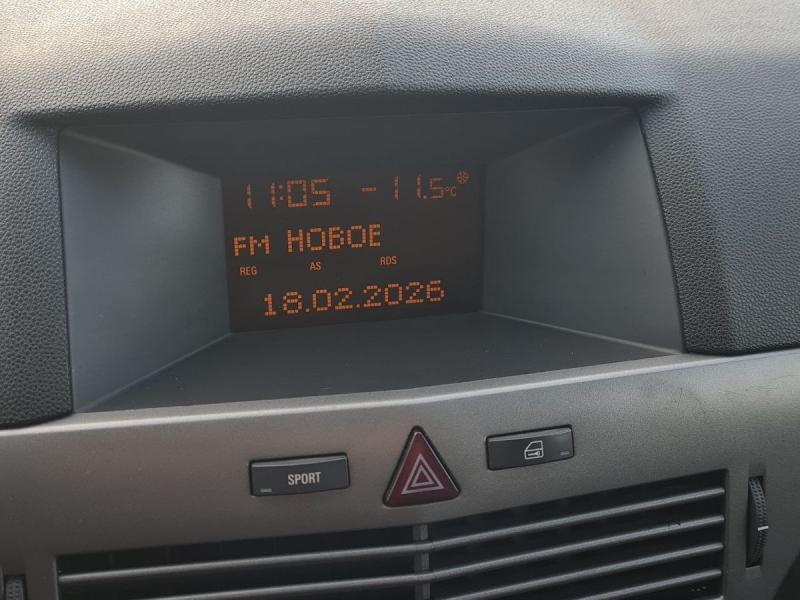 11:05 -11.5°C
FM НОВОЕ
REG AS RDS
18.02.2026
SPORT